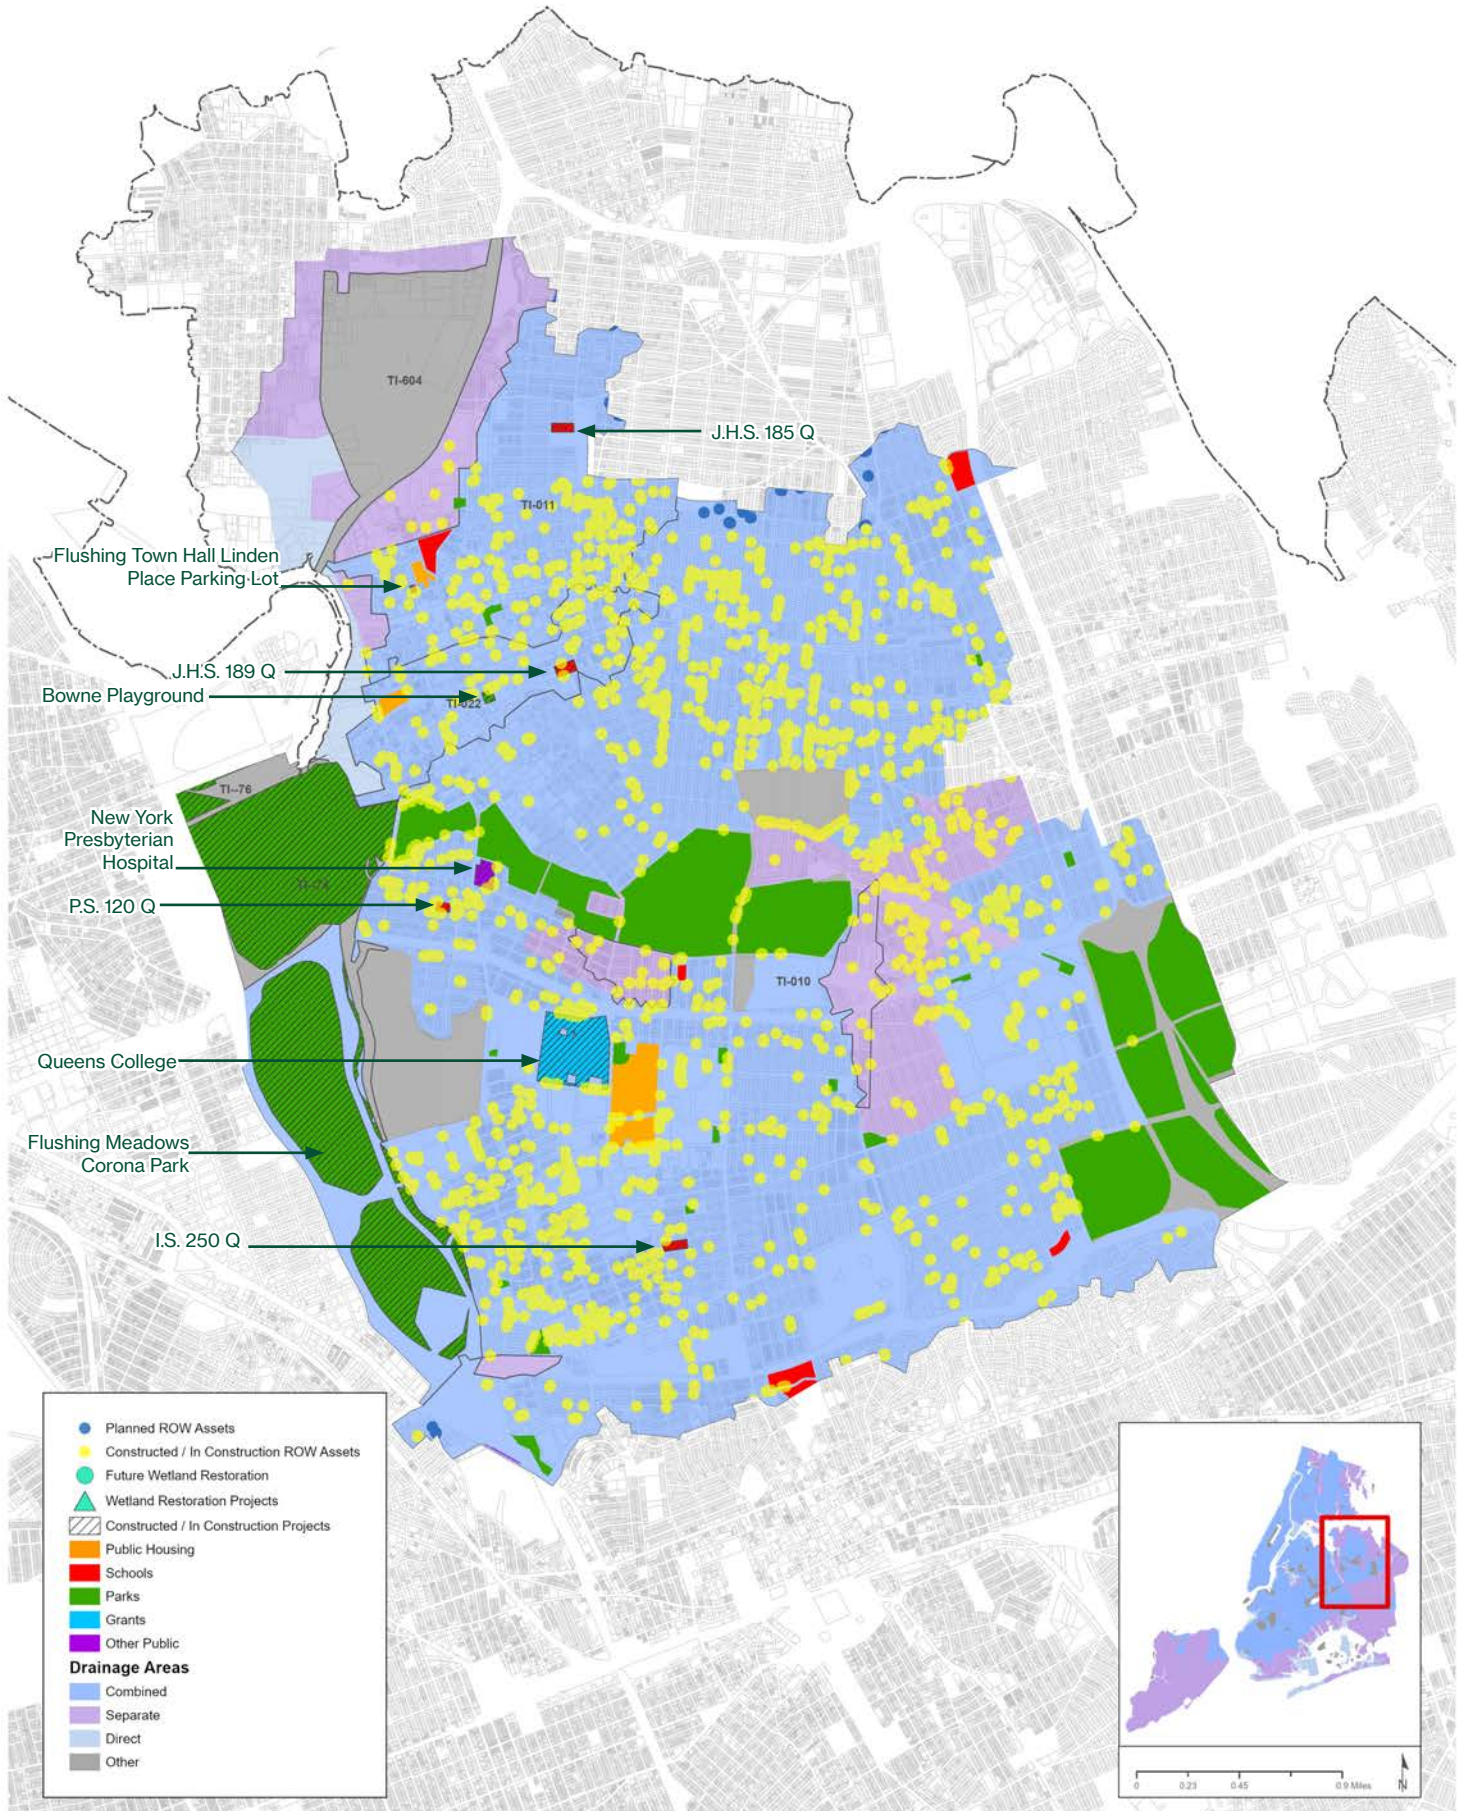 TI-604
J.H.S. 185 Q
TI-011
Flushing Town Hall Linden
Place Parking Lot
J.H.S. 189 Q
Bowne Playground
TI-022
TI--76
New York
Presbyterian
Hospital
P.S. 120 Q
TI-010
Queens College
Flushing Meadows
Corona Park
I.S. 250 Q
Planned ROW Assets
Constructed / In Construction ROW Assets
Future Wetland Restoration
Wetland Restoration Projects
Constructed / In Construction Projects
Public Housing
Schools
Parks
Grants
Other Public
Drainage Areas
Combined
Separate
Direct
Other
0 0.23 0.45 0.9 Miles
N